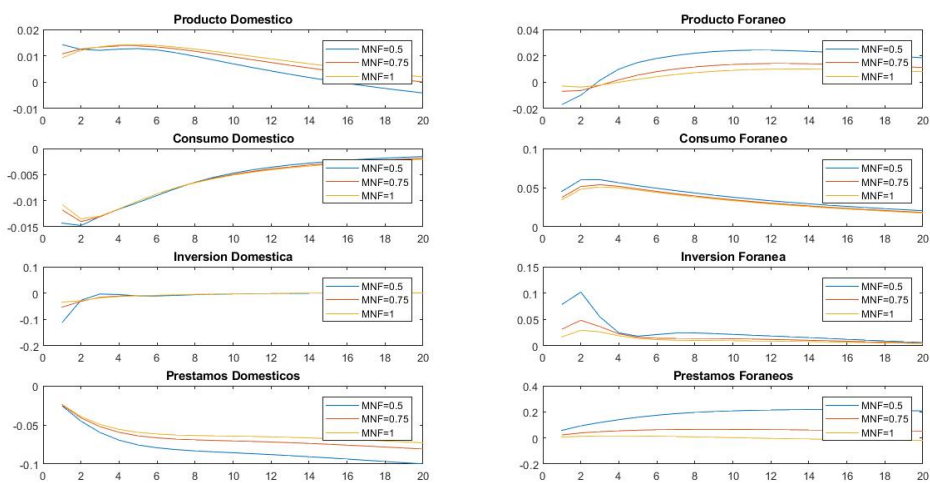 Producto Domestico
0.02
0.01
0
-0.01
0 2 4 6 8 10 12 14 16 18 20
MNF=0.5
MNF=0.75
MNF=1
Producto Foraneo
0.04
0.02
0
-0.02
0 2 4 6 8 10 12 14 16 18 20
MNF=0.5
MNF=0.75
MNF=1
Consumo Domestico
0
-0.005
-0.01
-0.015
0 2 4 6 8 10 12 14 16 18 20
MNF=0.5
MNF=0.75
MNF=1
Consumo Foraneo
0.1
0.05
0
0 2 4 6 8 10 12 14 16 18 20
MNF=0.5
MNF=0.75
MNF=1
Inversion Domestica
0.1
0
-0.1
-0.2
0 2 4 6 8 10 12 14 16 18 20
MNF=0.5
MNF=0.75
MNF=1
Inversion Foranea
0.15
0.1
0.05
0
0 2 4 6 8 10 12 14 16 18 20
MNF=0.5
MNF=0.75
MNF=1
Prestamos Domesticos
0
-0.05
-0.1
0 2 4 6 8 10 12 14 16 18 20
MNF=0.5
MNF=0.75
MNF=1
Prestamos Foraneos
0.4
0.2
0
-0.2
0 2 4 6 8 10 12 14 16 18 20
MNF=0.5
MNF=0.75
MNF=1